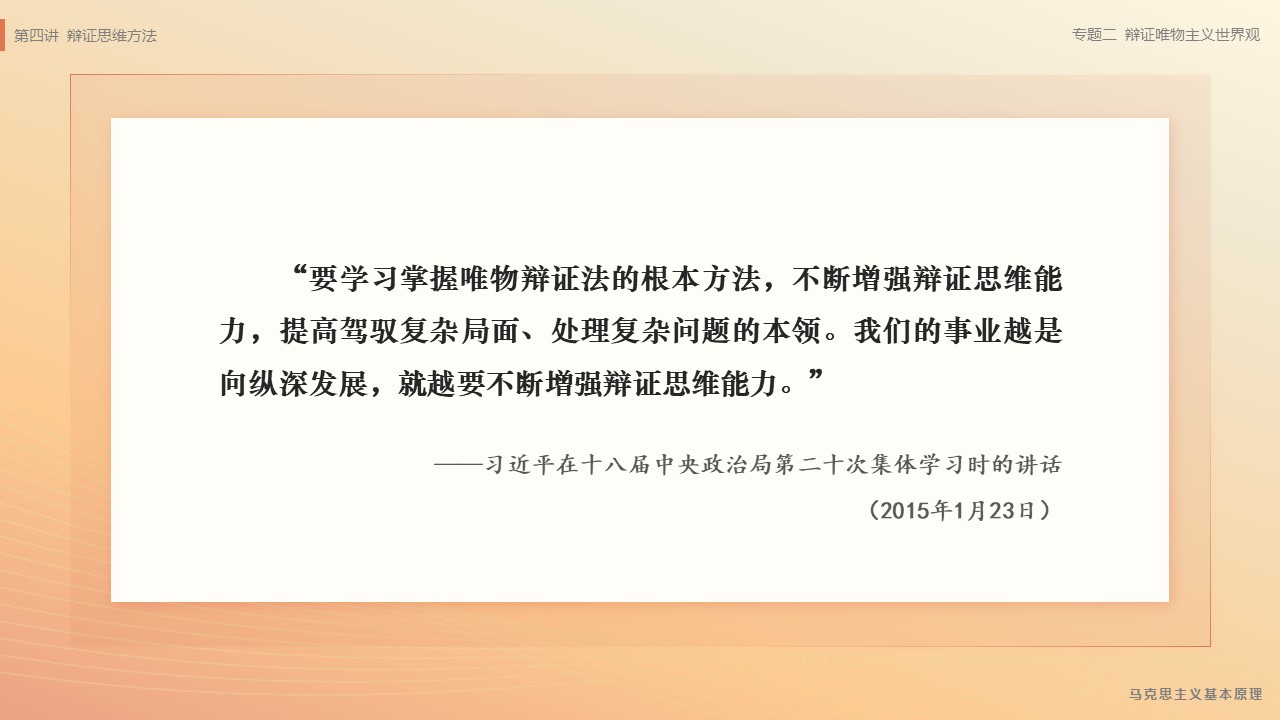 第四讲 辩证思维方法
专题二 辩证唯物主义世界观
“要学习掌握唯物辩证法的根本方法，不断增强辩证思维能
力，提高驾驭复杂局面、处理复杂问题的本领。我们的事业越是
向纵深发展，就越要不断增强辩证思维能力。”
——习近平在十八届中央政治局第二十次集体学习时的讲话
（2015年1月23日）
马克思主义基本原理